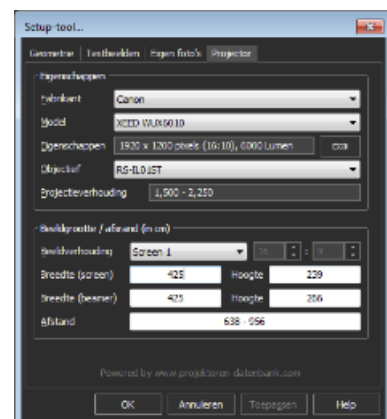 Setup-tool...
Geometrie Testbeelden Eigen foto's Projector
Eigenschappen
Fabrikant Canon
Model XEED WUX6010
Eigenschappen 1920 x 1200 pixels (16:10), 6000 Lumen
Objectief RS-IL01ST
Projectieverhouding 1,500 - 2,250
Beeldgrootte / afstand (in cm)
Beeldverhouding Screen 1 16 : 9
Breedte (screen) 425 Hoogte 239
Breedte (beamer) 425 Hoogte 266
Afstand 638 - 956
Powered by www.projektoren-datenbank.com
OK Annuleren Toepassen Help